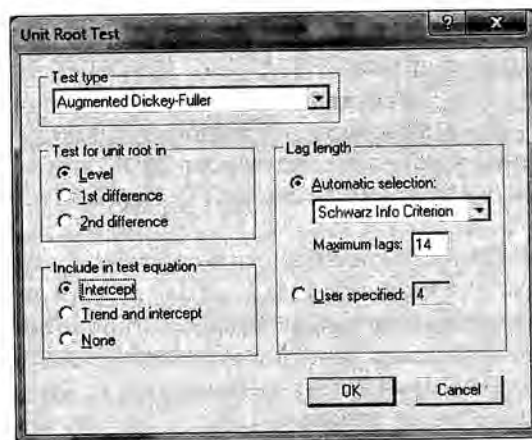 Unit Root Test
Test type
Augmented Dickey-Fuller
Test for unit root in
Level
1st difference
2nd difference
Include in test equation
Intercept
Trend and intercept
None
Lag length
Automatic selection:
Schwarz Info Criterion
Maximum lags: 14
User specified: 4
OK
Cancel